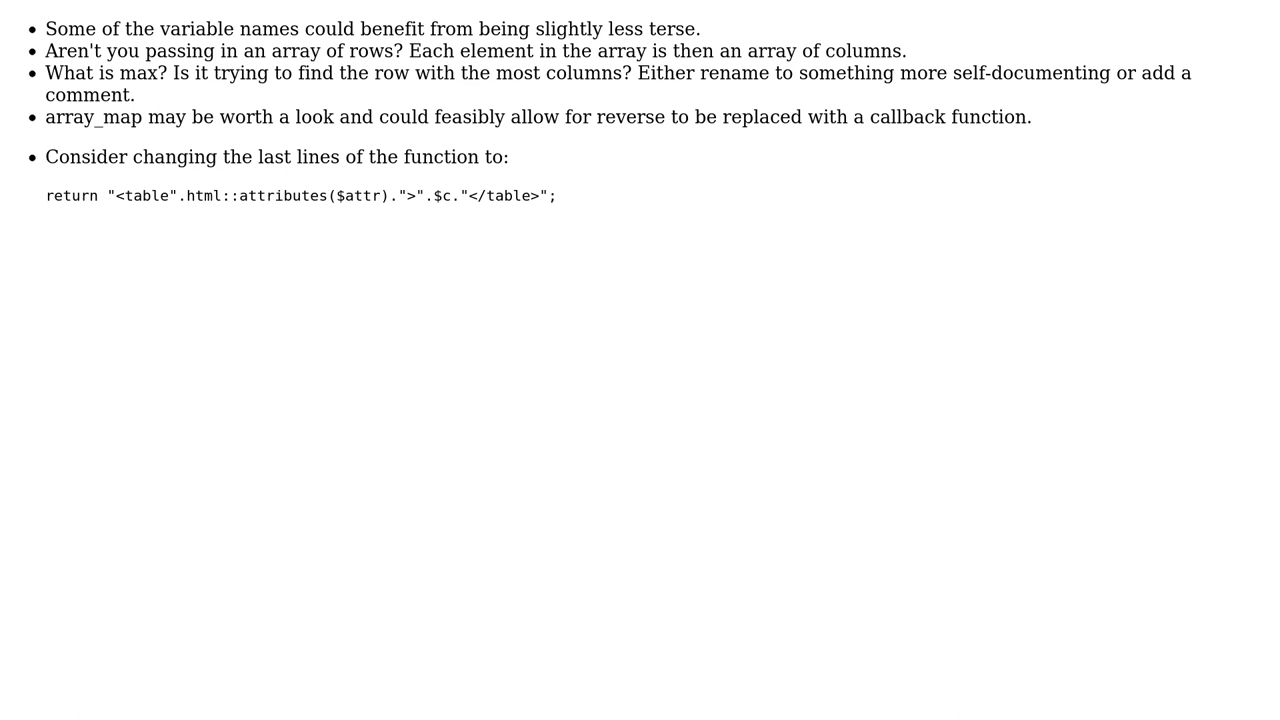 Some of the variable names could benefit from being slightly less terse.
Aren't you passing in an array of rows? Each element in the array is then an array of columns.
What is max? Is it trying to find the row with the most columns? Either rename to something more self-documenting or add a
comment.
array_map may be worth a look and could feasibly allow for reverse to be replaced with a callback function.
Consider changing the last lines of the function to:
return "<table".html::attributes($attr).">".$c."</table>";